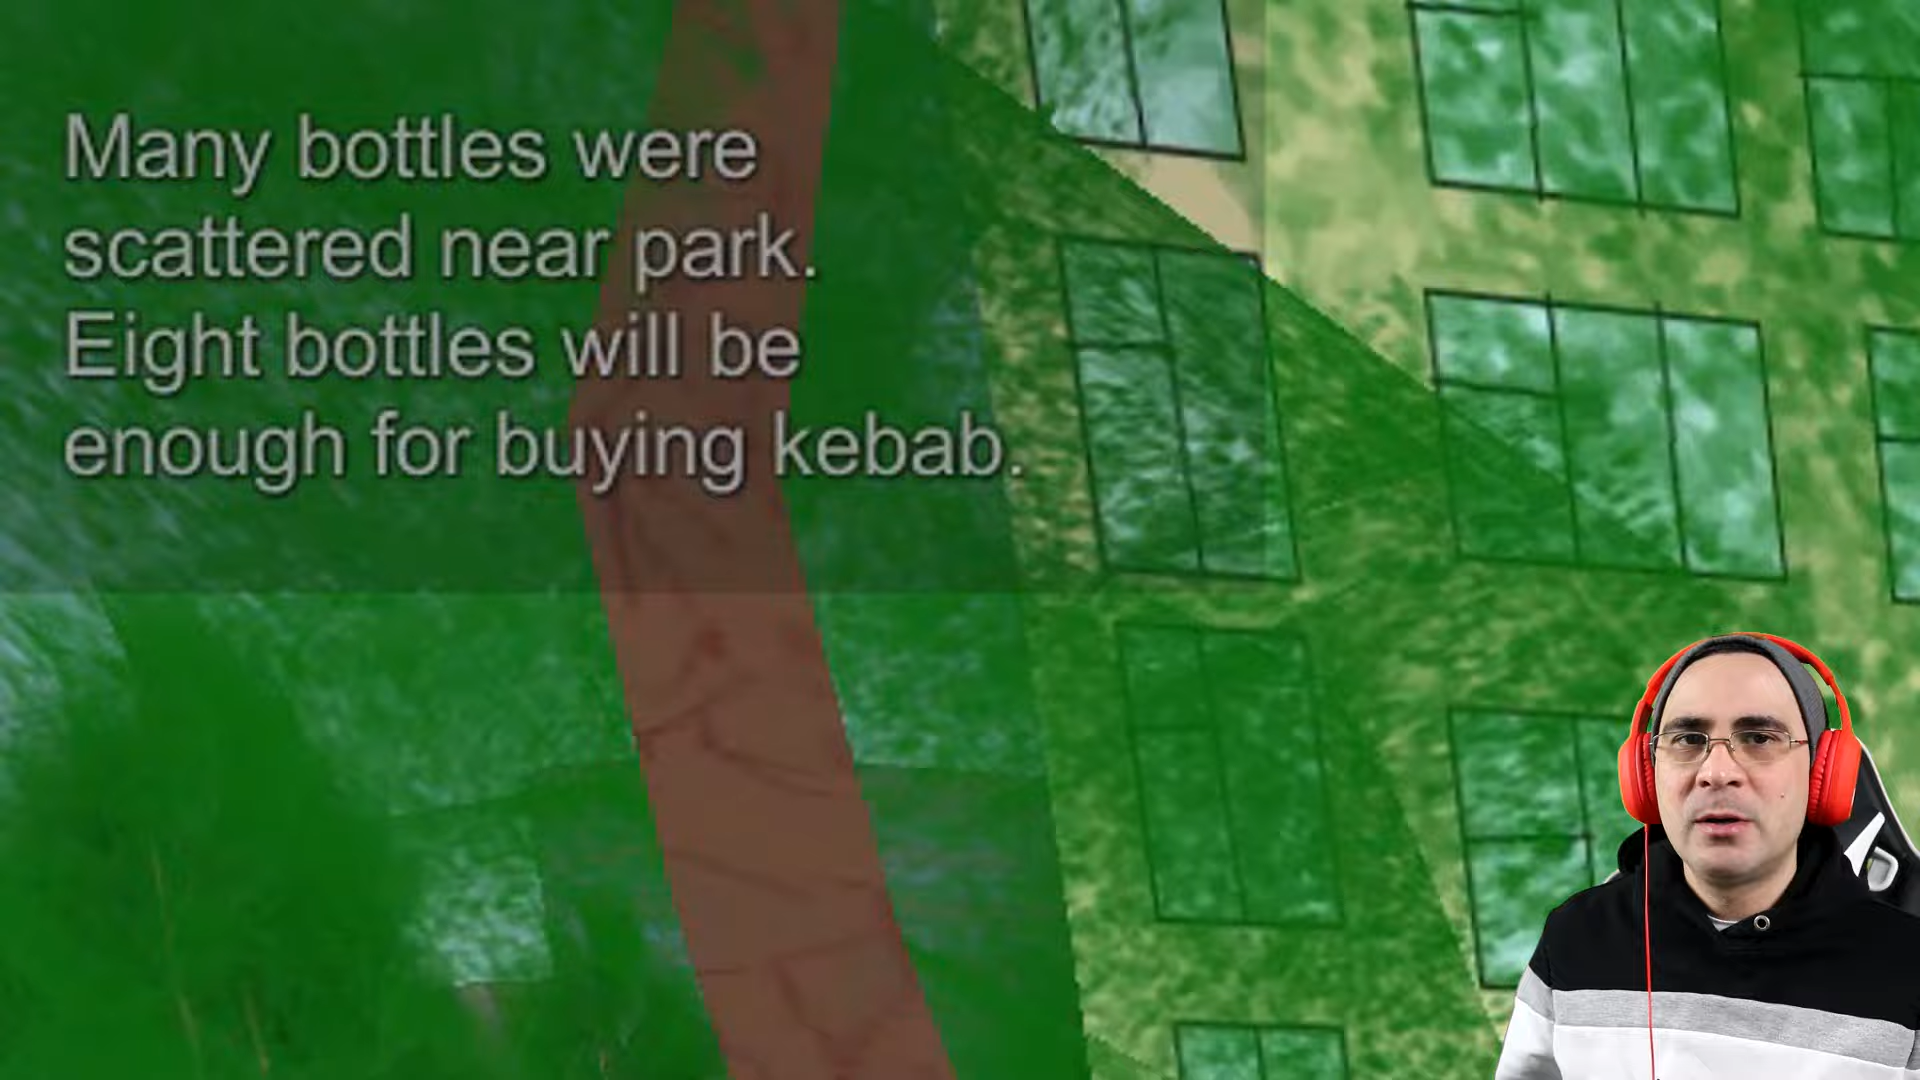 Many bottles were
scattered near park.
Eight bottles will be
enough for buying kebab.